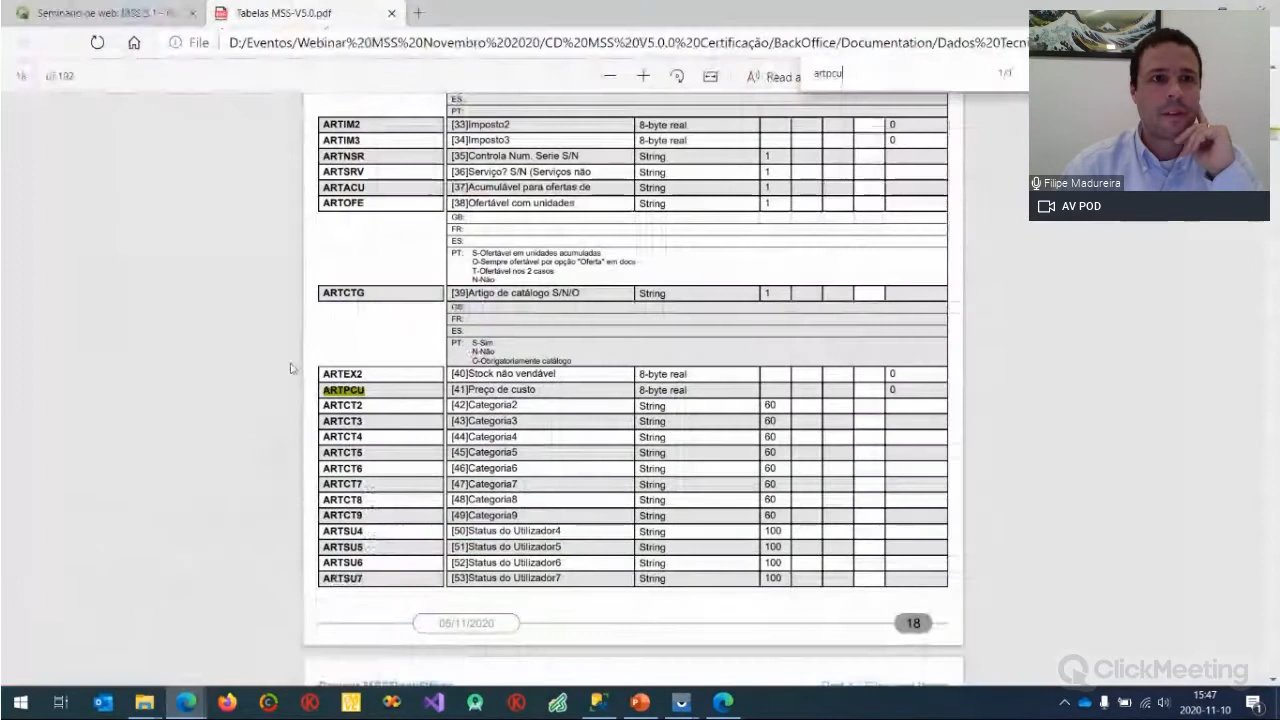 Seminário de web: MSS 5.1 –
Tabelas MSS-V5.0.pdf
File
D:/Eventos/Webinar%20MSS%20Novembro%202020/CD%20MSS%20V5.0.0%20Certificação/BackOffice/Documentation/Dados%20Tecn
18
192
Read a
artpcu
1/1
ES:
PT:
ARTIM2 [33]Imposto2 8-byte real 0
ARTIM3 [34]Imposto3 8-byte real 0
ARTNSR [35]Controla Num. Serie S/N String 1
ARTSRV [36]Serviço? S/N (Serviços não String 1
ARTACU [37]Acumulável para ofertas de String 1
ARTOFE [38]Ofertável com unidades String 1
GB:
FR:
ES:
PT: S-Ofertável em unidades acumuladas
O-Sempre ofertável por opção "Oferta" em docs
T-Ofertável nos 2 casos
N-Não
ARTCTG [39]Artigo de catálogo S/N/O String 1
GB:
FR:
ES:
PT: S-Sim
N-Não
O-Obrigatoriamente catálogo
ARTEX2 [40]Stock não vendável 8-byte real 0
ARTPCU [41]Preço de custo 8-byte real 0
ARTCT2 [42]Categoria2 String 60
ARTCT3 [43]Categoria3 String 60
ARTCT4 [44]Categoria4 String 60
ARTCT5 [45]Categoria5 String 60
ARTCT6 [46]Categoria6 String 60
ARTCT7 [47]Categoria7 String 60
ARTCT8 [48]Categoria8 String 60
ARTCT9 [49]Categoria9 String 60
ARTSU4 [50]Status do Utilizador4 String 100
ARTSU5 [51]Status do Utilizador5 String 100
ARTSU6 [52]Status do Utilizador6 String 100
ARTSU7 [53]Status do Utilizador7 String 100
05/11/2020
18
Filipe Madureira
AV POD
ClickMeeting
15:47
2020-11-10
1